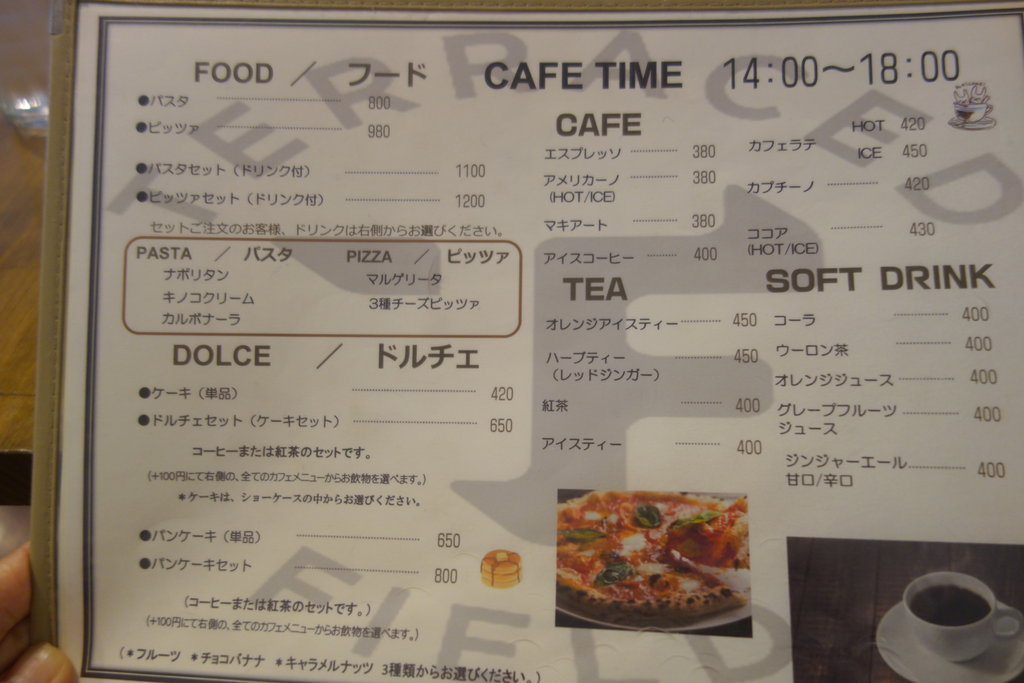 FOOD ／ フード
●パスタ 800
●ピッツァ 980
●パスタセット（ドリンク付） 1100
●ピッツァセット（ドリンク付） 1200
セットご注文のお客様、ドリンクは右側からお選びください。
PASTA ／ パスタ
ナポリタン
キノコクリーム
カルボナーラ
PIZZA ／ ピッツァ
マルゲリータ
3種チーズピッツァ
DOLCE ／ ドルチェ
●ケーキ（単品） 420
●ドルチェセット（ケーキセット） 650
コーヒーまたは紅茶のセットです。
(+100円にて右側の、全てのカフェメニューからお飲物を選べます。)
＊ケーキは、ショーケースの中からお選びください。
●パンケーキ（単品） 650
●パンケーキセット 800
(コーヒーまたは紅茶のセットです。)
(+100円にて右側の、全てのカフェメニューからお飲物を選べます。)
(＊フルーツ ＊チョコバナナ ＊キャラメルナッツ 3種類からお選びください。)
CAFE TIME 14:00～18:00
CAFE
エスプレッソ 380
アメリカーノ 380
(HOT/ICE)
マキアート 380
アイスコーヒー 400
カフェラテ HOT 420
ICE 450
カプチーノ 420
ココア 430
(HOT/ICE)
TEA
オレンジアイスティー 450
ハーブティー 450
（レッドジンガー）
紅茶 400
アイスティー 400
SOFT DRINK
コーラ 400
ウーロン茶 400
オレンジジュース 400
グレープフルーツ 400
ジュース
ジンジャーエール 400
甘口/辛口
TERRACED
FIELD